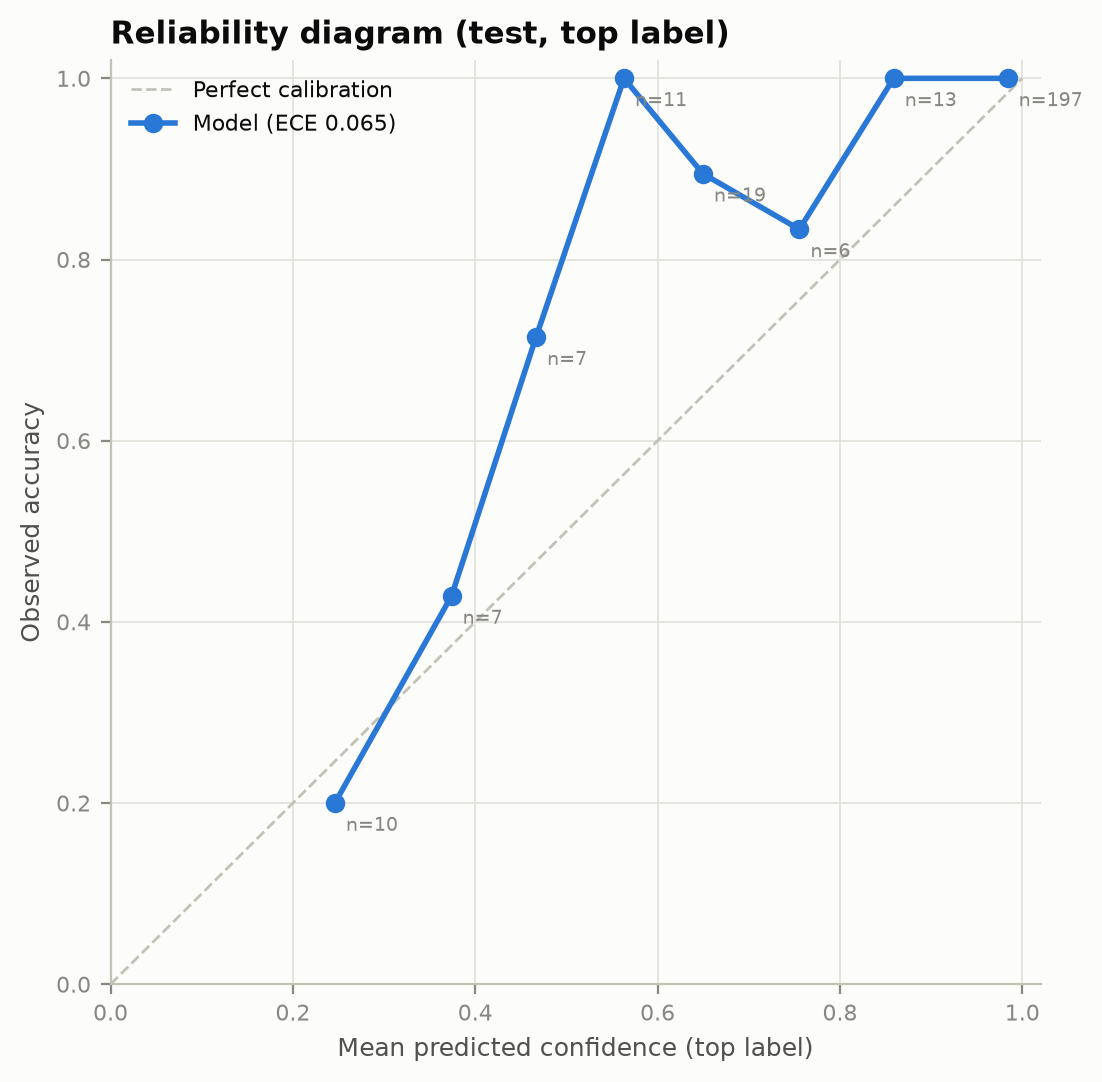 Reliability diagram (test, top label)
Perfect calibration
Model (ECE 0.065)
1.0
0.8
0.6
0.4
0.2
0.0
Observed accuracy
n=11
n=13
n=197
n=19
n=6
n=7
n=7
n=10
0.0
0.2
0.4
0.6
0.8
1.0
Mean predicted confidence (top label)